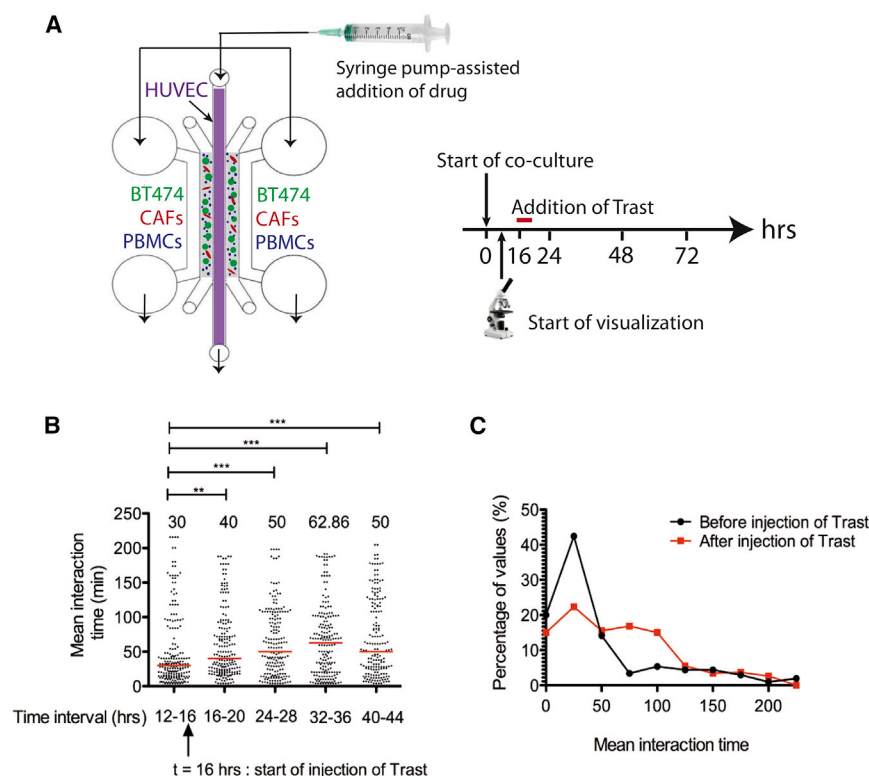 A
Syringe pump-assisted
addition of drug
HUVEC
BT474
CAFs
PBMCs
BT474
CAFs
PBMCs
Start of co-culture
Addition of Trast
hrs
0 16 24 48 72
Start of visualization
B
***
***
***
**
30 40 50 62.86 50
Mean interaction
time (min)
250
200
150
100
50
0
Time interval (hrs) 12-16 16-20 24-28 32-36 40-44
t = 16 hrs : start of injection of Trast
C
Percentage of values (%)
50
40
30
20
10
0
Before injection of Trast
After injection of Trast
0 50 100 150 200
Mean interaction time